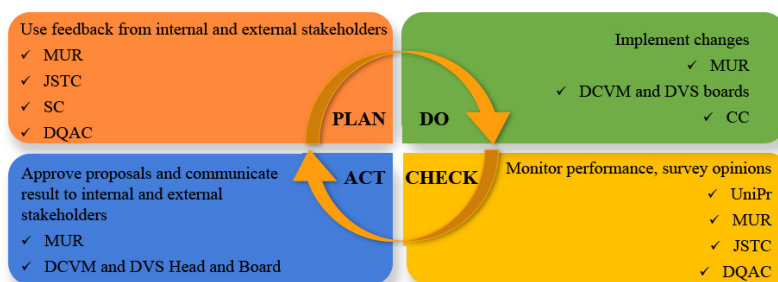 Use feedback from internal and external stakeholders
✓ MUR
✓ JSTC
✓ SC
✓ DQAC
PLAN
DO
Implement changes
✓ MUR
✓ DCVM and DVS boards
✓ CC
Approve proposals and communicate
result to internal and external
stakeholders
✓ MUR
✓ DCVM and DVS Head and Board
ACT
CHECK
Monitor performance, survey opinions
✓ UniPr
✓ MUR
✓ JSTC
✓ DQAC